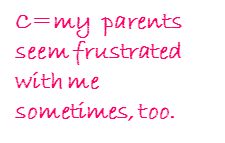 C=my parents
seem frustrated
with me
sometimes, too.